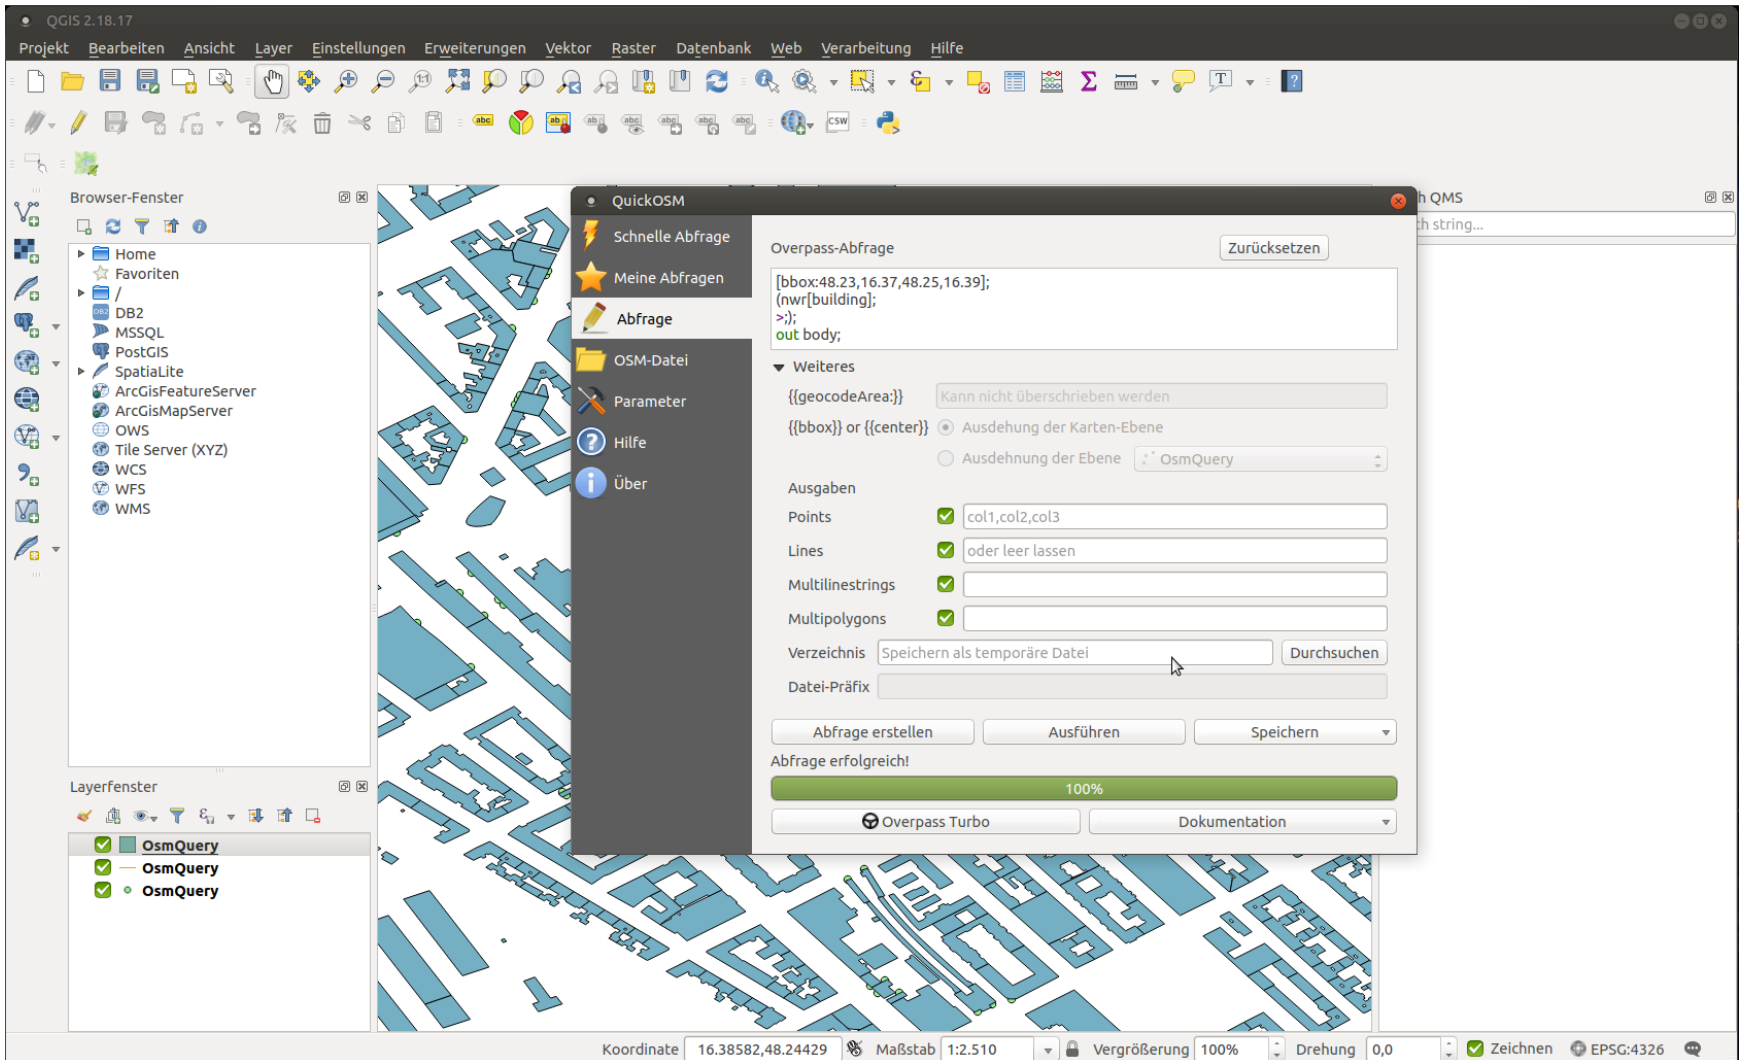 QGIS 2.18.17
Projekt Bearbeiten Ansicht Layer Einstellungen Erweiterungen Vektor Raster Datenbank Web Verarbeitung Hilfe
CSW
Browser-Fenster
Home
Favoriten
/
DB2
MSSQL
PostGIS
SpatiaLite
ArcGisFeatureServer
ArcGisMapServer
OWS
Tile Server (XYZ)
WCS
WFS
WMS
Layerfenster
OsmQuery
OsmQuery
OsmQuery
QuickOSM
Schnelle Abfrage
Meine Abfragen
Abfrage
OSM-Datei
Parameter
Hilfe
Über
Overpass-Abfrage
Zurücksetzen
[bbox:48.23,16.37,48.25,16.39];
(nwr[building];
>;);
out body;
Weiteres
{{geocodeArea:}} Kann nicht überschrieben werden
{{bbox}} or {{center}} Ausdehung der Karten-Ebene
Ausdehnung der Ebene OsmQuery
Ausgaben
Points col1,col2,col3
Lines oder leer lassen
Multilinestrings
Multipolygons
Verzeichnis Speichern als temporäre Datei Durchsuchen
Datei-Präfix
Abfrage erstellen Ausführen Speichern
Abfrage erfolgreich!
100%
Overpass Turbo Dokumentation
h QMS
ch string...
Koordinate 16.38582,48.24429 Maßstab 1:2.510 Vergrößerung 100% Drehung 0,0 Zeichnen EPSG:4326